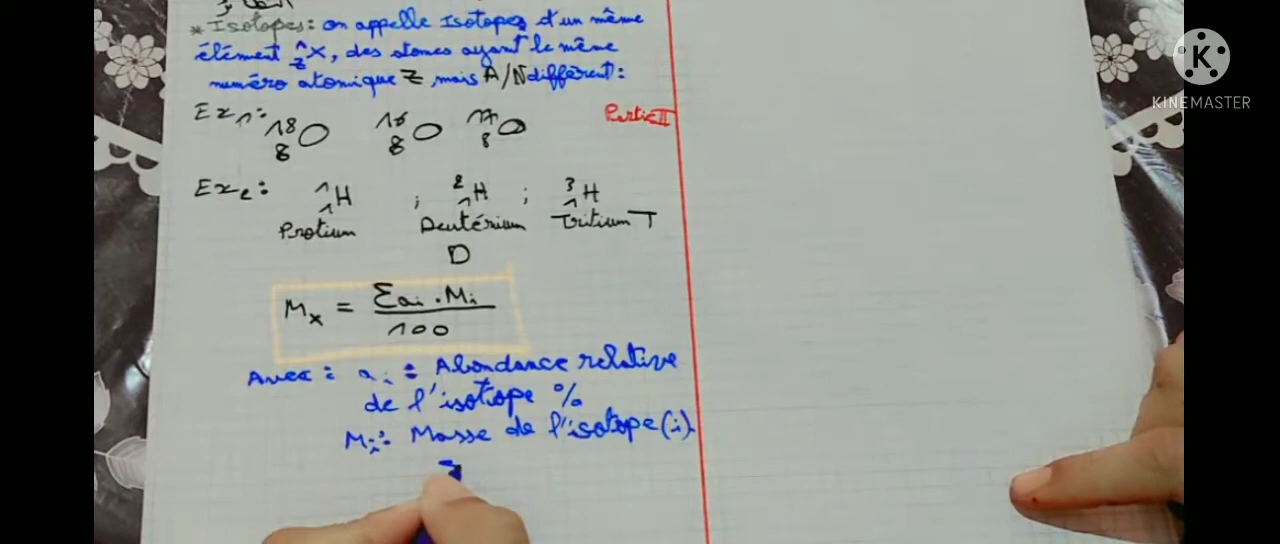 * Isotopes: on appelle Isotopes d'un même
élément ᴬ_Z X, des atomes ayant le même
numéro atomique Z mais A/N différent:
Ex1: ¹⁸₈O ¹⁶₈O ¹⁷₈O
Partie II
Ex2: ¹₁H ; ²₁H ; ³₁H
Protium Deutérium Tritium T
D
Mx = Σai . Mi / 100
Avec: ai : Abondance relative
de l'isotope %
Mi: Masse de l'isotope (i).
K
KINEMASTER